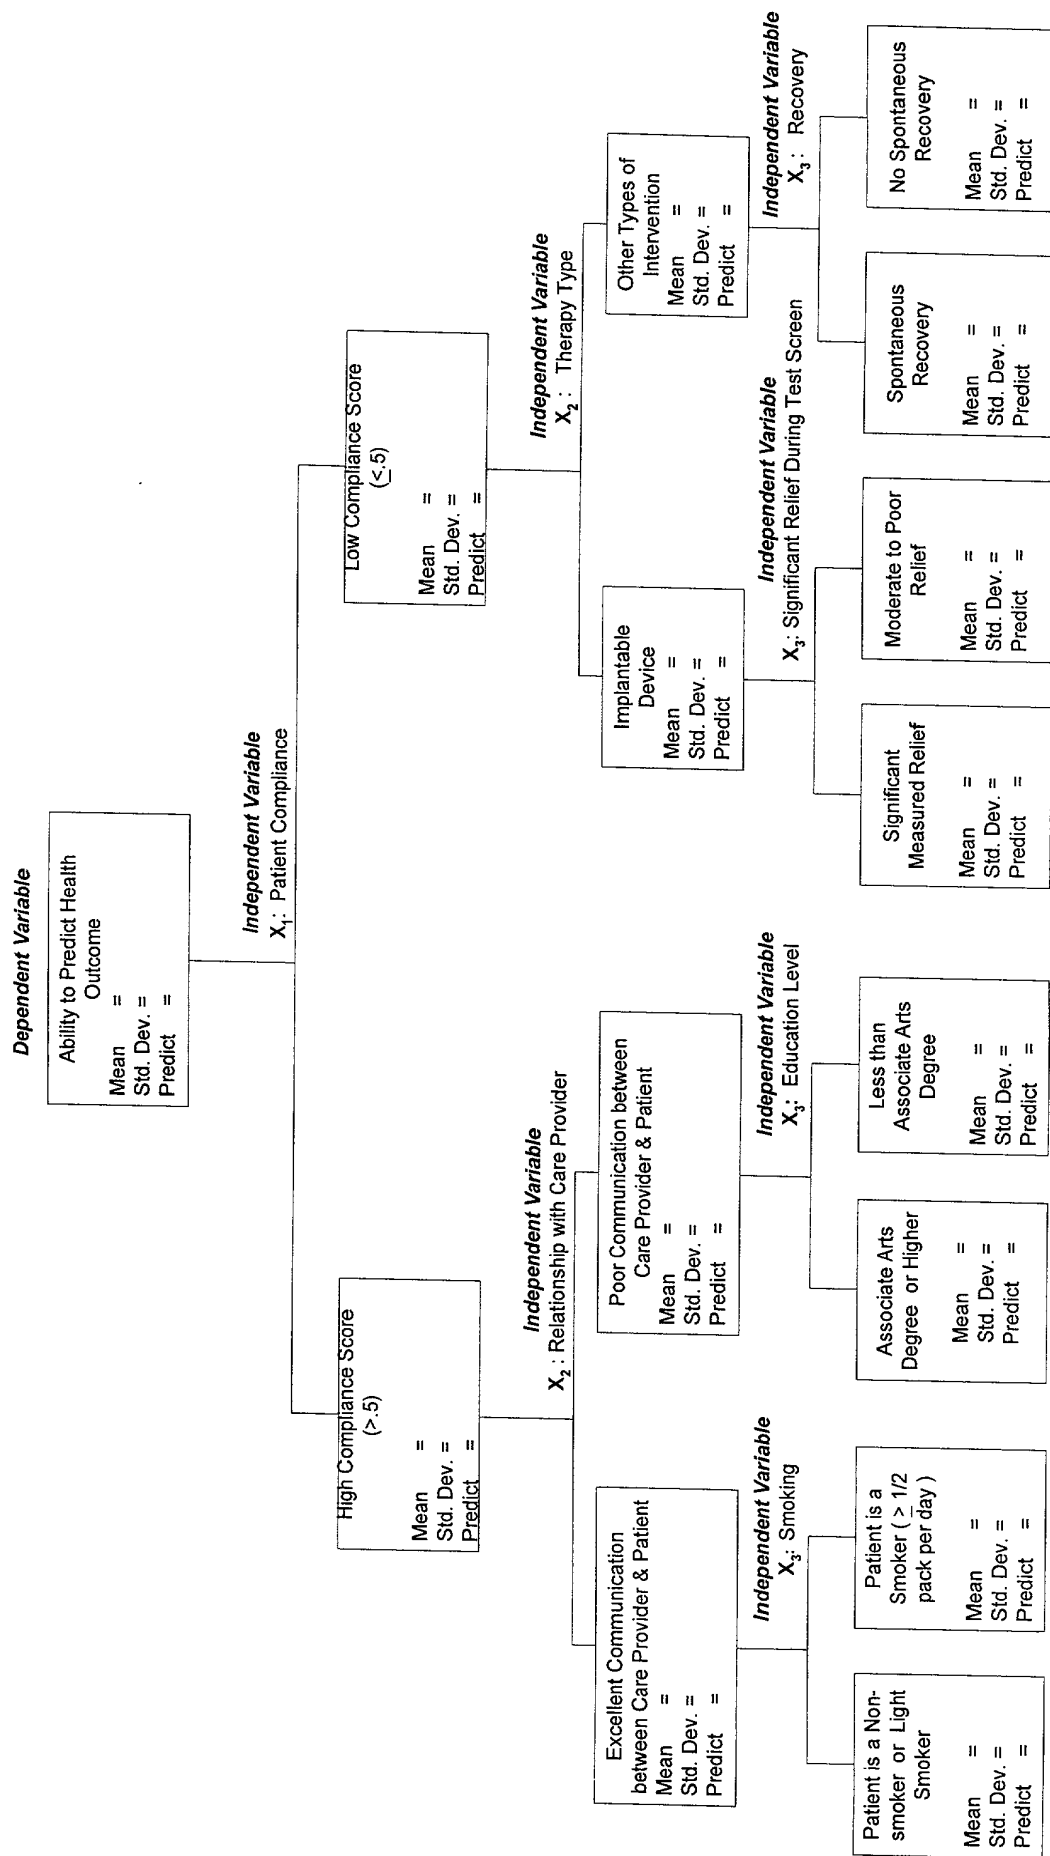 Dependent Variable
Ability to Predict Health
Outcome
Mean =
Std. Dev. =
Predict =
Independent Variable
X₁: Patient Compliance
High Compliance Score
(>.5)
Mean =
Std. Dev. =
Predict =
Low Compliance Score
(≤.5)
Mean =
Std. Dev. =
Predict =
Independent Variable
X₂: Relationship with Care Provider
Independent Variable
X₂: Therapy Type
Excellent Communication
between Care Provider & Patient
Mean =
Std. Dev. =
Predict =
Poor Communication between
Care Provider & Patient
Mean =
Std. Dev. =
Predict =
Implantable
Device
Mean =
Std. Dev. =
Predict =
Other Types of
Intervention
Mean =
Std. Dev. =
Predict =
Independent Variable
X₃: Smoking
Independent Variable
X₃: Education Level
Independent Variable
X₃: Significant Relief During Test Screen
Independent Variable
X₃: Recovery
Patient is a Non-
smoker or Light
Smoker
Mean =
Std. Dev. =
Predict =
Patient is a
Smoker ( ≥ 1/2
pack per day )
Mean =
Std. Dev. =
Predict =
Associate Arts
Degree or Higher
Mean =
Std. Dev. =
Predict =
Less than
Associate Arts
Degree
Mean =
Std. Dev. =
Predict =
Significant
Measured Relief
Mean =
Std. Dev. =
Predict =
Moderate to Poor
Relief
Mean =
Std. Dev. =
Predict =
Spontaneous
Recovery
Mean =
Std. Dev. =
Predict =
No Spontaneous
Recovery
Mean =
Std. Dev. =
Predict =